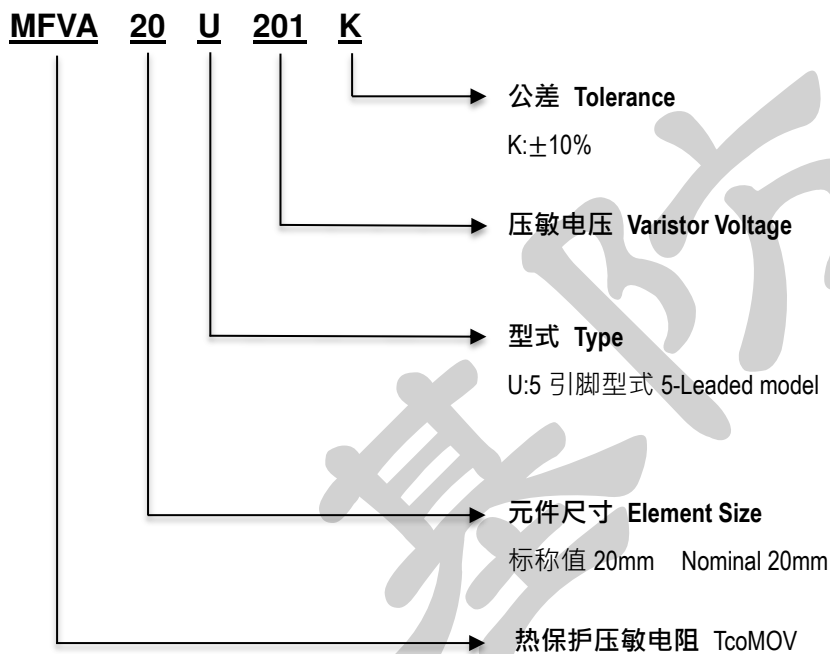 MFVA 20 U 201 K
公差 Tolerance
K:±10%
压敏电压 Varistor Voltage
型式 Type
U:5 引脚型式 5-Leaded model
元件尺寸 Element Size
标称值 20mm Nominal 20mm
热保护压敏电阻 TcoMOV